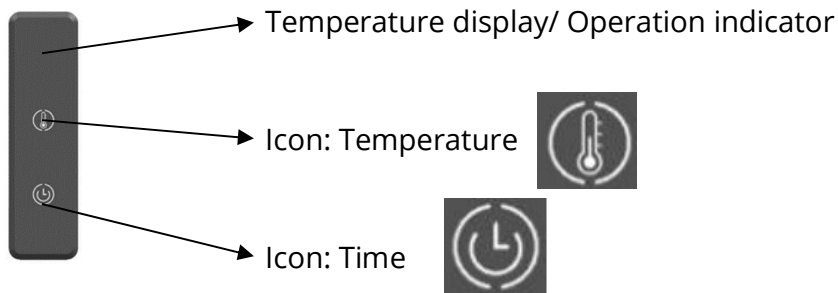 Temperature display/ Operation indicator
Icon: Temperature
Icon: Time